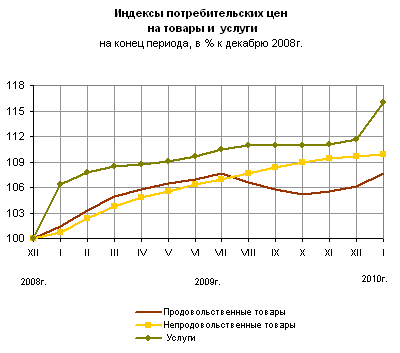 Индексы потребительских цен
на товары и услуги
на конец периода, в % к декабрю 2008г.
118
115
112
109
106
103
100
XII I II III IV V VI VII VIII IX X XI XII I
2008г. 2009г. 2010г.
Продовольственные товары
Непродовольственные товары
Услуги